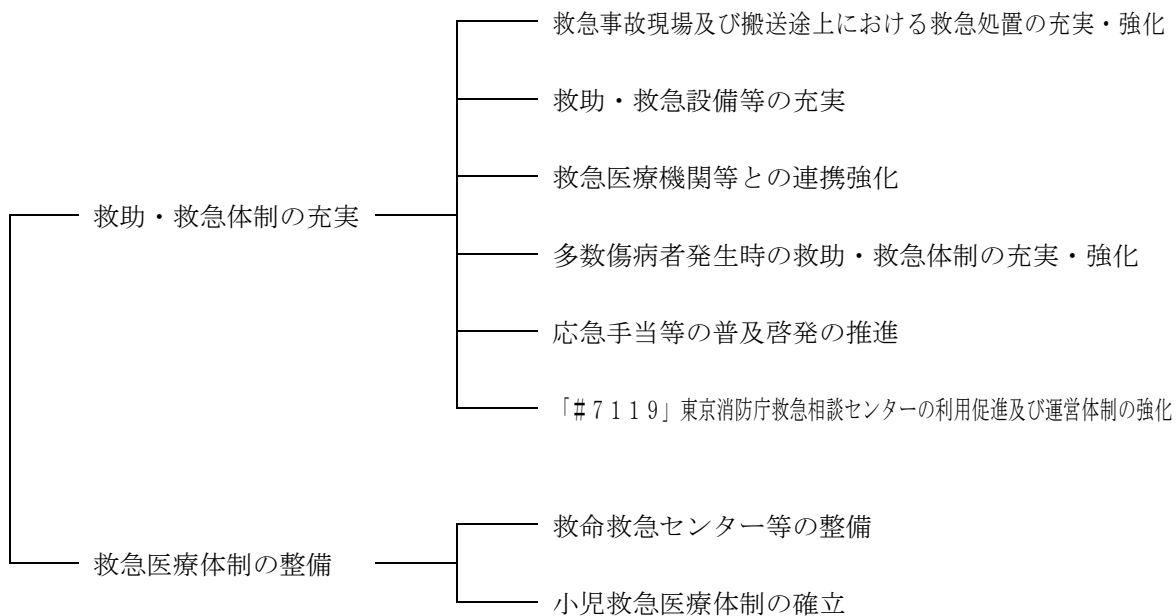 救助・救急体制の充実
救急事故現場及び搬送途上における救急処置の充実・強化
救助・救急設備等の充実
救急医療機関等との連携強化
多数傷病者発生時の救助・救急体制の充実・強化
応急手当等の普及啓発の推進
「♯7119」東京消防庁救急相談センターの利用促進及び運営体制の強化
救急医療体制の整備
救命救急センター等の整備
小児救急医療体制の確立